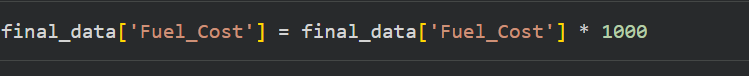 final_data['Fuel_Cost'] = final_data['Fuel_Cost'] * 1000